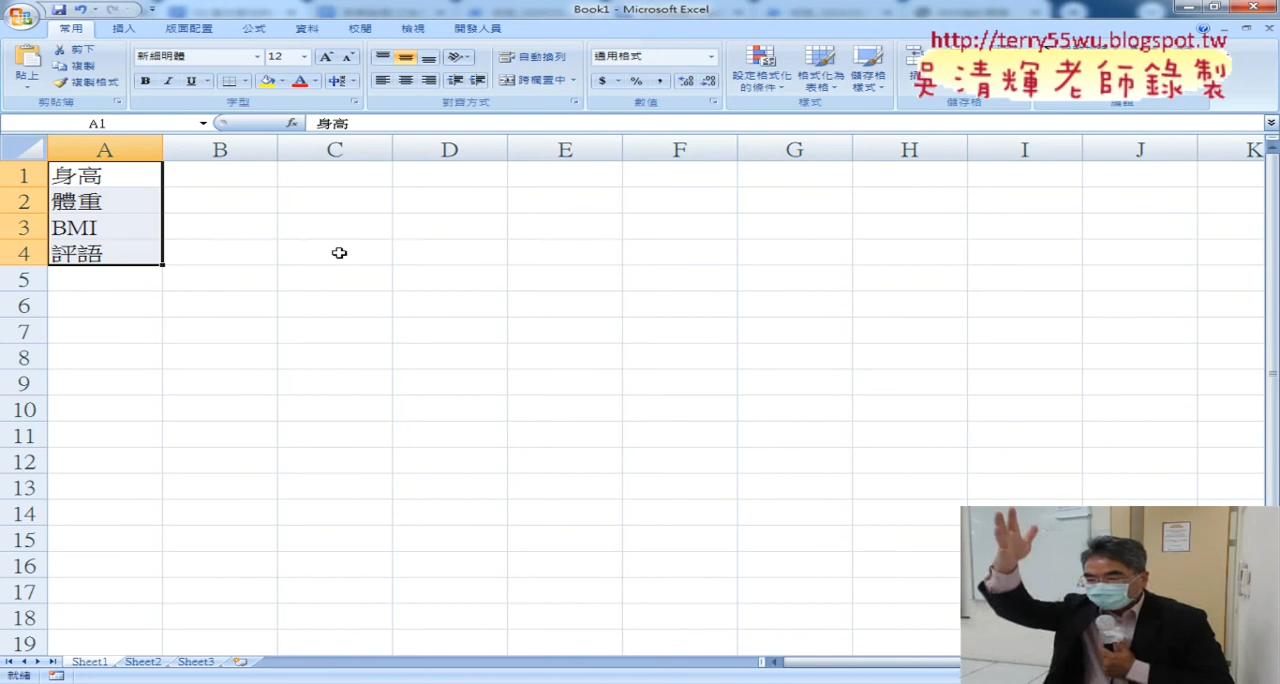 Book1 - Microsoft Excel
常用 插入 版面配置 公式 資料 校閱 檢視 開發人員
http://terry55wu.blogspot.tw
吳清輝老師錄製
貼上 剪下 複製 複製格式 剪貼簿
新細明體 12 B I U 字型
自動換列 跨欄置中 對齊方式
通用格式 $ % , 數值
設定格式化的條件 格式化為表格 儲存格樣式 樣式
儲存格 編輯
A1 fx 身高
A B C D E F G H I J K
1 身高
2 體重
3 BMI
4 評語
5
6
7
8
9
10
11
12
13
14
15
16
17
18
19
Sheet1 Sheet2 Sheet3
就緒